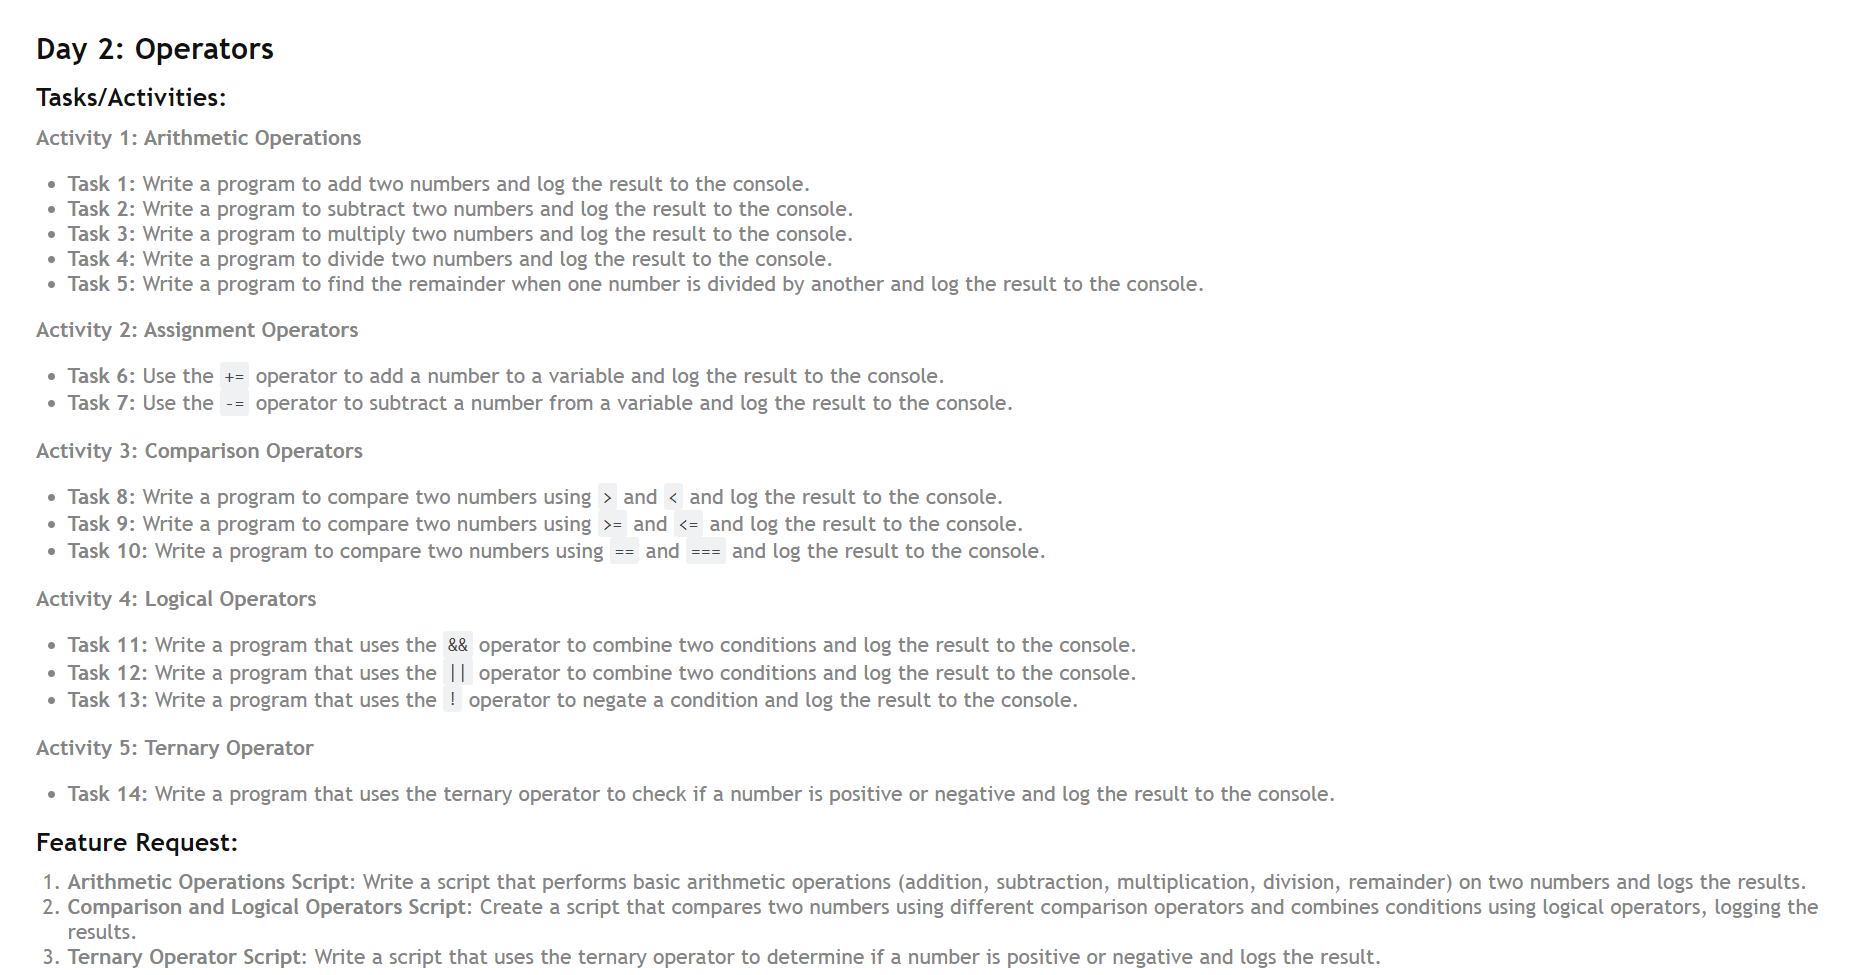 Day 2: Operators
Tasks/Activities:
Activity 1: Arithmetic Operations
• Task 1: Write a program to add two numbers and log the result to the console.
• Task 2: Write a program to subtract two numbers and log the result to the console.
• Task 3: Write a program to multiply two numbers and log the result to the console.
• Task 4: Write a program to divide two numbers and log the result to the console.
• Task 5: Write a program to find the remainder when one number is divided by another and log the result to the console.
Activity 2: Assignment Operators
• Task 6: Use the += operator to add a number to a variable and log the result to the console.
• Task 7: Use the -= operator to subtract a number from a variable and log the result to the console.
Activity 3: Comparison Operators
• Task 8: Write a program to compare two numbers using > and < and log the result to the console.
• Task 9: Write a program to compare two numbers using >= and <= and log the result to the console.
• Task 10: Write a program to compare two numbers using == and === and log the result to the console.
Activity 4: Logical Operators
• Task 11: Write a program that uses the && operator to combine two conditions and log the result to the console.
• Task 12: Write a program that uses the || operator to combine two conditions and log the result to the console.
• Task 13: Write a program that uses the ! operator to negate a condition and log the result to the console.
Activity 5: Ternary Operator
• Task 14: Write a program that uses the ternary operator to check if a number is positive or negative and log the result to the console.
Feature Request:
1. Arithmetic Operations Script: Write a script that performs basic arithmetic operations (addition, subtraction, multiplication, division, remainder) on two numbers and logs the results.
2. Comparison and Logical Operators Script: Create a script that compares two numbers using different comparison operators and combines conditions using logical operators, logging the
results.
3. Ternary Operator Script: Write a script that uses the ternary operator to determine if a number is positive or negative and logs the result.